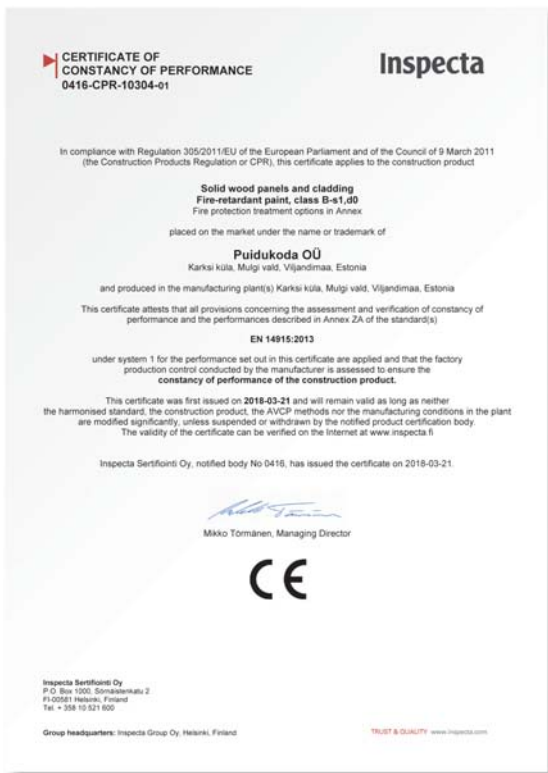 CERTIFICATE OF
CONSTANCY OF PERFORMANCE
0416-CPR-10304-01
Inspecta
In compliance with Regulation 305/2011/EU of the European Parliament and of the Council of 9 March 2011
(the Construction Products Regulation or CPR), this certificate applies to the construction product
Solid wood panels and cladding
Fire-retardant paint, class B-s1,d0
Fire protection treatment options in Annex
placed on the market under the name or trademark of
Puidukoda OÜ
Karksi küla, Mulgi vald, Viljandimaa, Estonia
and produced in the manufacturing plant(s) Karksi küla, Mulgi vald, Viljandimaa, Estonia
This certificate attests that all provisions concerning the assessment and verification of constancy of
performance and the performances described in Annex ZA of the standard(s)
EN 14915:2013
under system 1 for the performance set out in this certificate are applied and that the factory
production control conducted by the manufacturer is assessed to ensure the
constancy of performance of the construction product.
This certificate was first issued on 2018-03-21 and will remain valid as long as neither
the harmonised standard, the construction product, the AVCP methods nor the manufacturing conditions in the plant
are modified significantly, unless suspended or withdrawn by the notified product certification body.
The validity of the certificate can be verified on the Internet at www.inspecta.fi
Inspecta Sertifiointi Oy, notified body No 0416, has issued the certificate on 2018-03-21.
Mikko Törmänen, Managing Director
CE
Inspecta Sertifiointi Oy
P.O. Box 1000, Sörnäistenkatu 2
FI-00581 Helsinki, Finland
Tel. + 358 10 521 600
Group headquarters: Inspecta Group Oy, Helsinki, Finland
TRUST & QUALITY www.inspecta.com